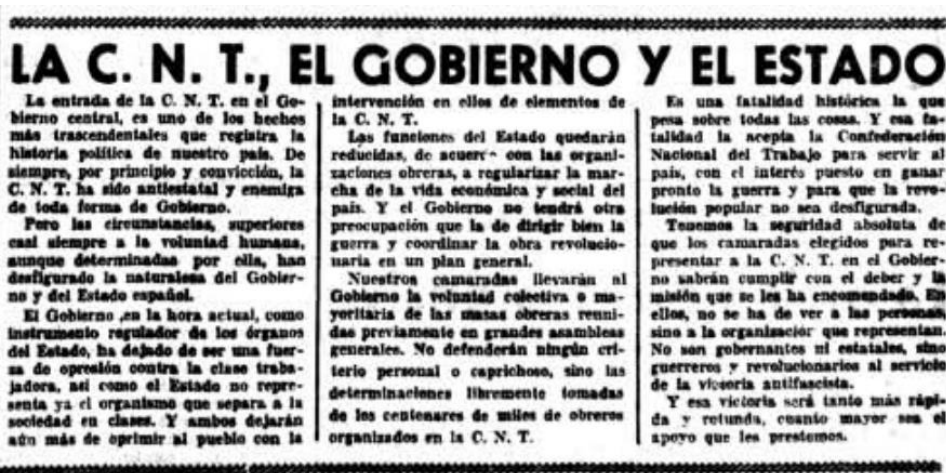 LA C. N. T., EL GOBIERNO Y EL ESTADO
La entrada de la C. N. T. en el Go-
bierno central, es uno de los hechos
más trascendentales que registra la
historia política de nuestro país. De
siempre, por principio y convicción, la
C. N. T. ha sido antiestatal y enemiga
de toda forma de Gobierno.
Pero las circunstancias, superiores
casi siempre a la voluntad humana,
aunque determinadas por ella, han
desfigurado la naturaleza del Gobier-
no y del Estado español.
El Gobierno ,en la hora actual, como
instrumento regulador de los órganos
del Estado, ha dejado de ser una fuer-
za de opresión contra la clase traba-
jadora, así como el Estado no repre-
senta ya el organismo que separa a la
sociedad en clases. Y ambos dejarán
aún más de oprimir al pueblo con la
intervención en ellos de elementos de
la C. N. T.
Las funciones del Estado quedarán
reducidas, de acuer con las organi-
zaciones obreras, a regularizar la mar-
cha de la vida económica y social del
país. Y el Gobierno no tendrá otra
preocupación que la de dirigir bien la
guerra y coordinar la obra revolucio-
naria en un plan general.
Nuestros camaradas llevarán al
Gobierno la voluntad colectiva o ma-
yoritaria de las masas obreras reuni-
das previamente en grandes asambleas
generales. No defenderán ningún cri-
terio personal o caprichoso, sino las
determinaciones libremente tomadas
de los centenares de miles de obreros
organizados en la C. N. T.
Es una fatalidad histórica la que
pesa sobre todas las cosas. Y esa fa-
talidad la acepta la Confederación
Nacional del Trabajo para servir al
país, con el interés puesto en ganar
pronto la guerra y para que la revo-
lución popular no sea desfigurada.
Tenemos la seguridad absoluta de
que los camaradas elegidos para re-
presentar a la C. N. T. en el Gobier-
no sabrán cumplir con el deber y la
misión que se les ha encomendado. En
ellos, no se ha de ver a las personas,
sino a la organización que representan.
No son gobernantes ni estatales, sino
guerreros y revolucionarios al servicio
de la victoria antifascista.
Y esa victoria será tanto más rápi-
da y rotunda, cuanto mayor sea el
apoyo que les prestemos.